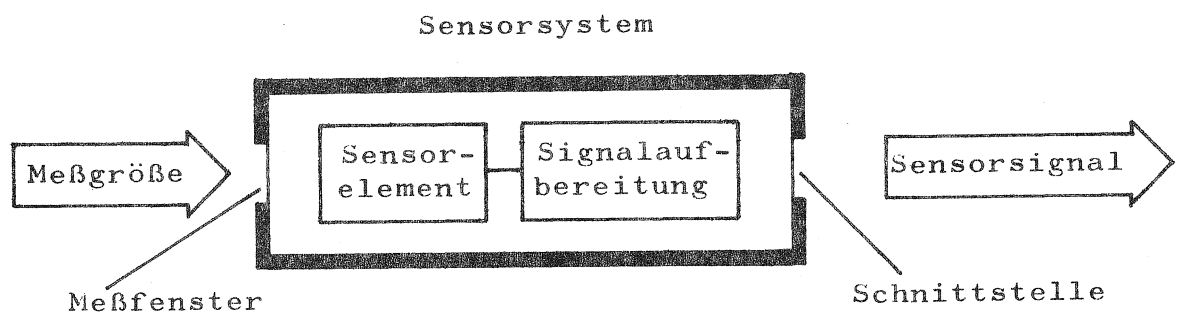 Sensorsystem
Meßgröße
Sensor-
element
Signalauf-
bereitung
Sensorsignal
Meßfenster
Schnittstelle